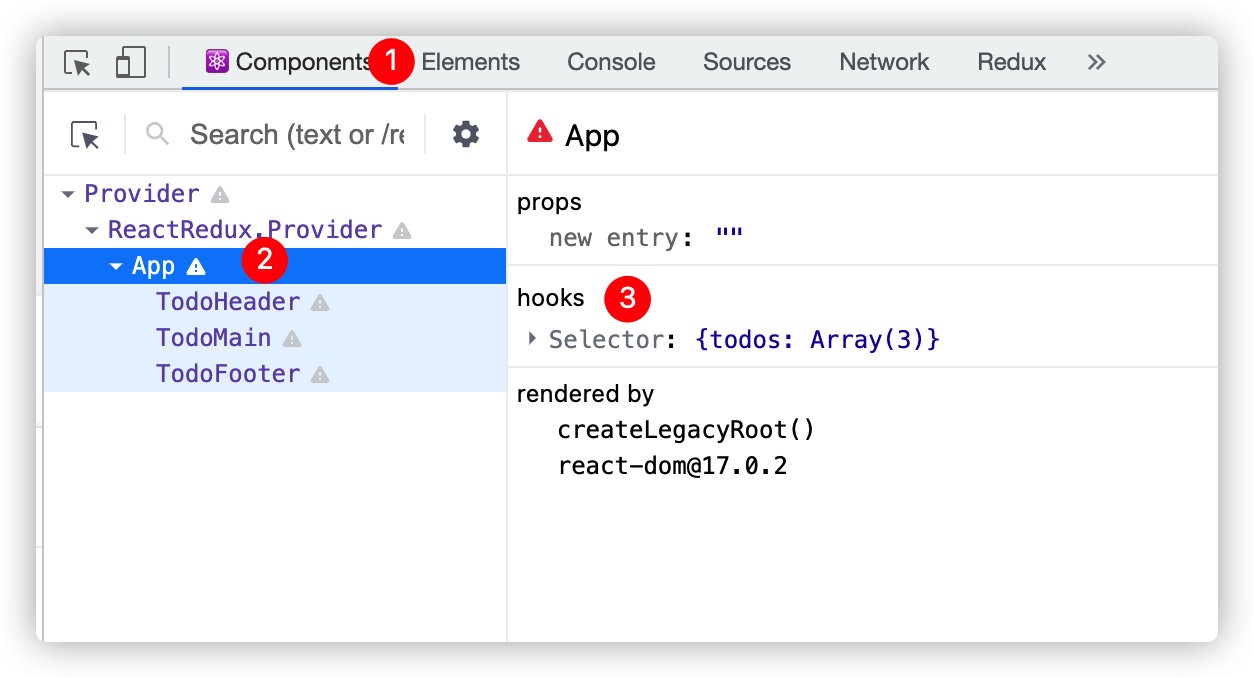 Components 1 Elements Console Sources Network Redux »
Search (text or /re
App
Provider
ReactRedux.Provider
App 2
TodoHeader
TodoMain
TodoFooter
props
new entry: ""
hooks 3
Selector: {todos: Array(3)}
rendered by
createLegacyRoot()
react-dom@17.0.2